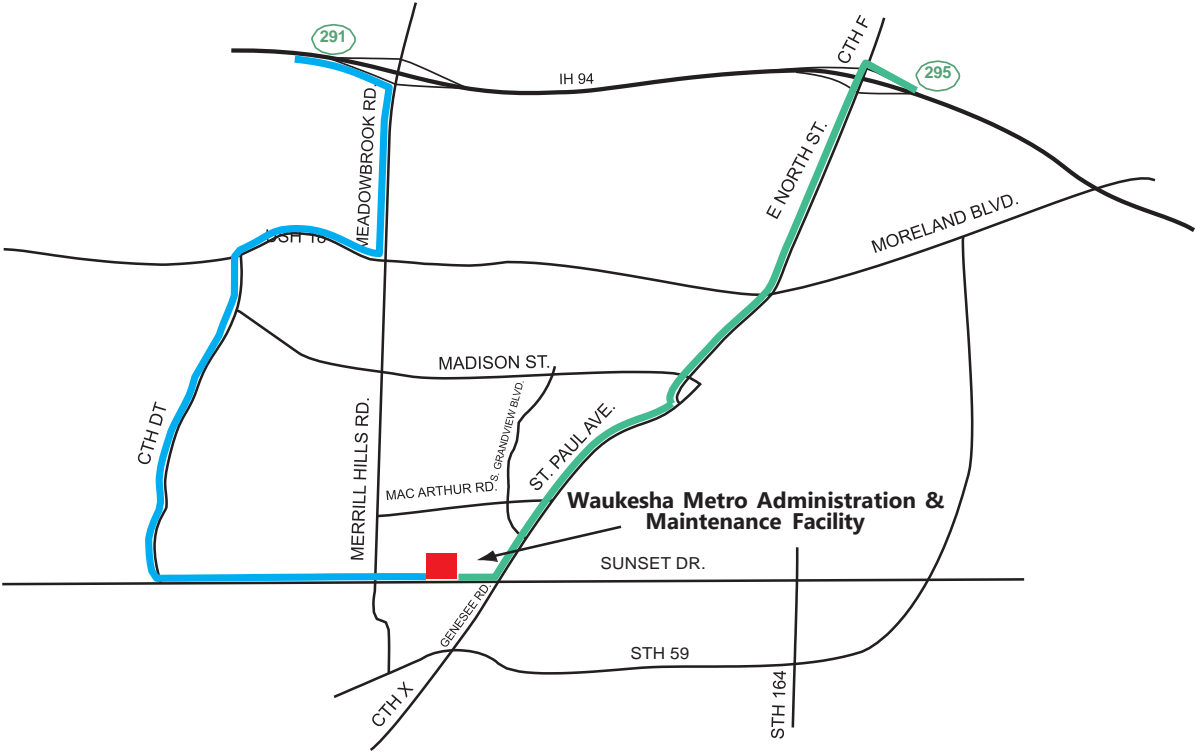 291
CTH F
295
IH 94
MEADOWBROOK RD.
E NORTH ST.
MORELAND BLVD.
USH 18
MADISON ST.
S. GRANDVIEW BLVD.
CTH DT
MERRILL HILLS RD.
ST. PAUL AVE.
MAC ARTHUR RD.
Waukesha Metro Administration &
Maintenance Facility
SUNSET DR.
GENESEE RD.
STH 59
CTH X
STH 164